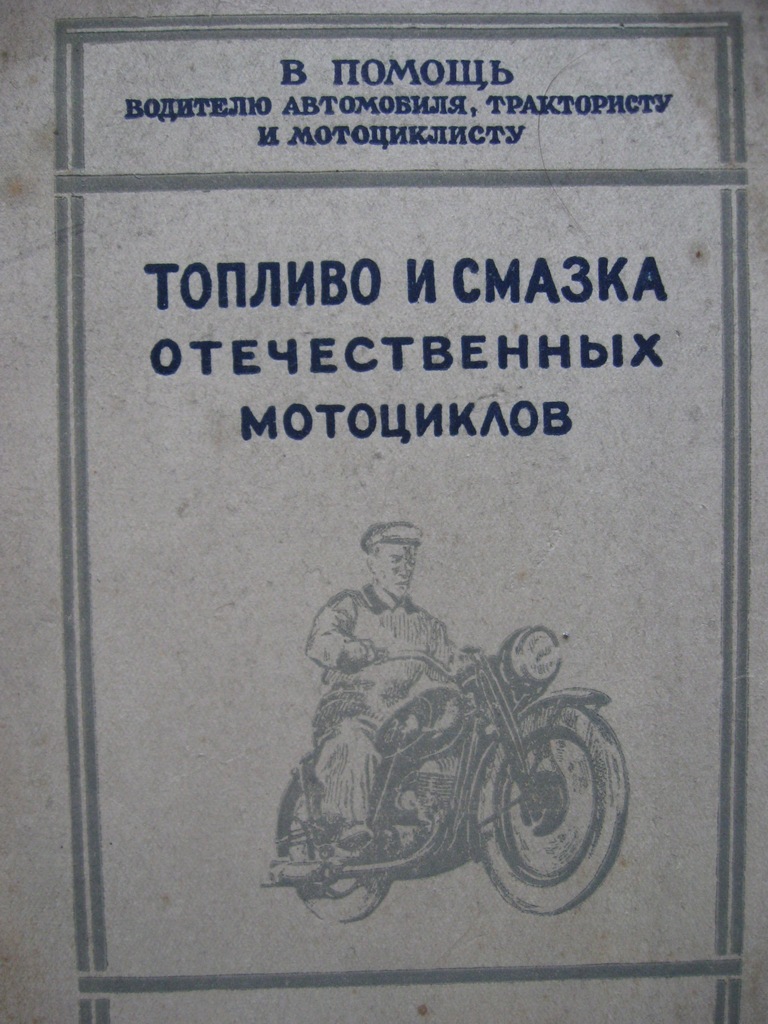 В ПОМОЩЬ
ВОДИТЕЛЮ АВТОМОБИЛЯ, ТРАКТОРИСТУ
И МОТОЦИКЛИСТУ
ТОПЛИВО И СМАЗКА
ОТЕЧЕСТВЕННЫХ
МОТОЦИКЛОВ